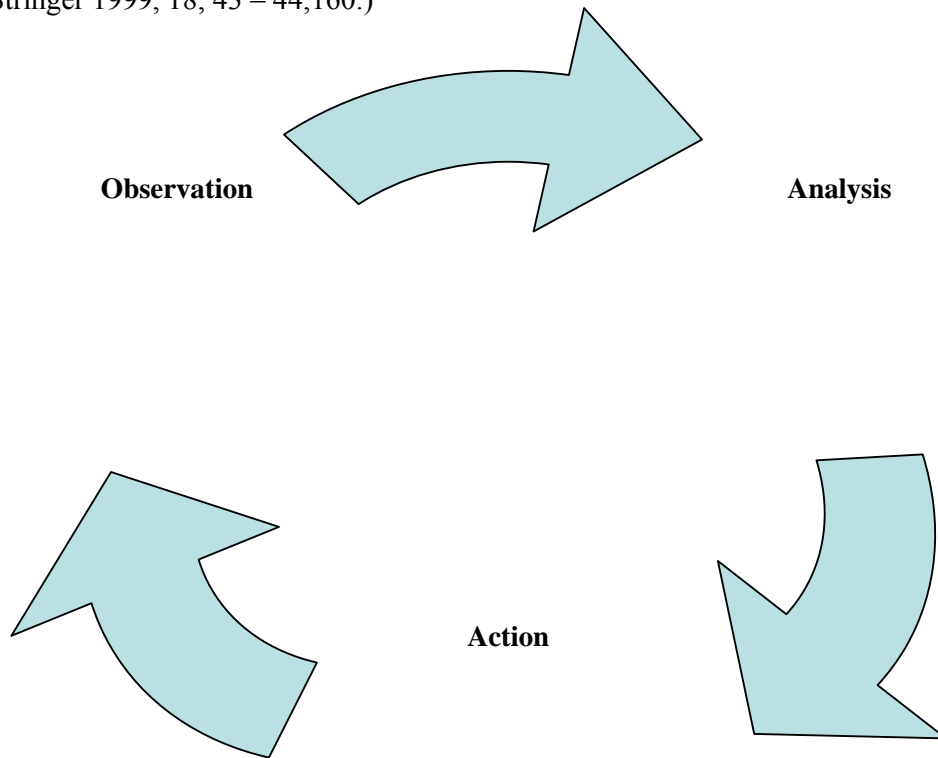 Stringer 1999, 18, 43 – 44,160.)
Observation
Analysis
Action